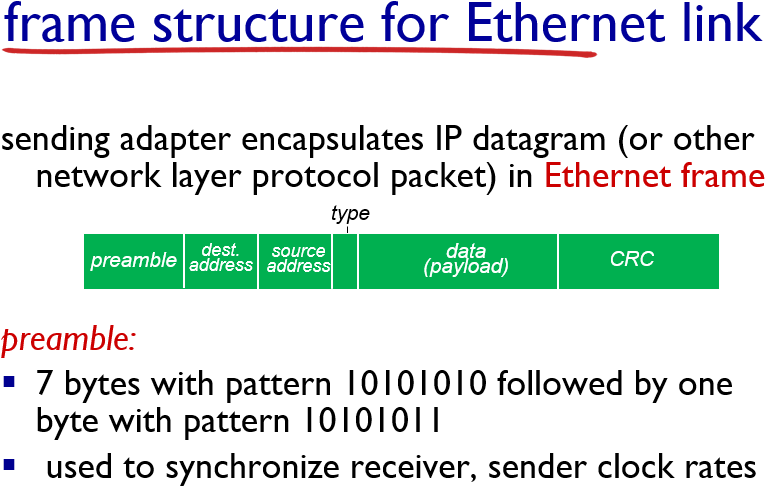 frame structure for Ethernet link
sending adapter encapsulates IP datagram (or other
network layer protocol packet) in Ethernet frame
type
preamble
dest.
address
source
address
data
(payload)
CRC
preamble:
▪ 7 bytes with pattern 10101010 followed by one
byte with pattern 10101011
▪ used to synchronize receiver, sender clock rates